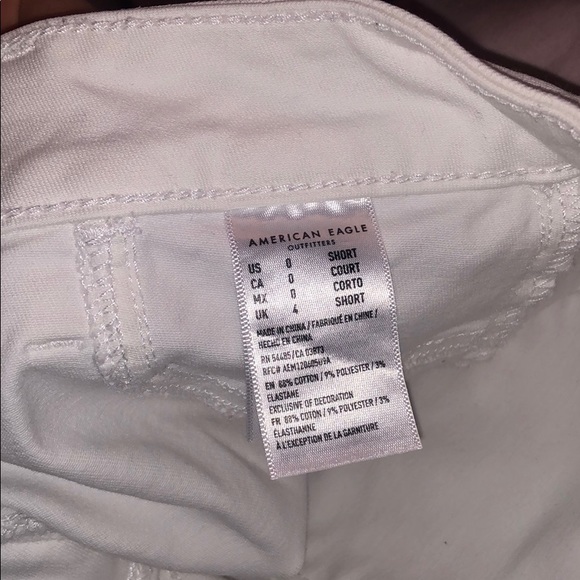 AMERICAN EAGLE
OUTFITTERS
US 0 SHORT
CA 0 COURT
MX 0 CORTO
UK 4 SHORT
MADE IN CHINA / FABRIQUÉ EN CHINE /
HECHO EN CHINA
RN 54485/CA 03873
RFC# AEM120405U9A
EN 88% COTTON / 9% POLYESTER / 3%
ELASTANE
EXCLUSIVE OF DECORATION
FR 88% COTON / 9% POLYESTER / 3%
ÉLASTHANNE
À L'EXCEPTION DE LA GARNITURE